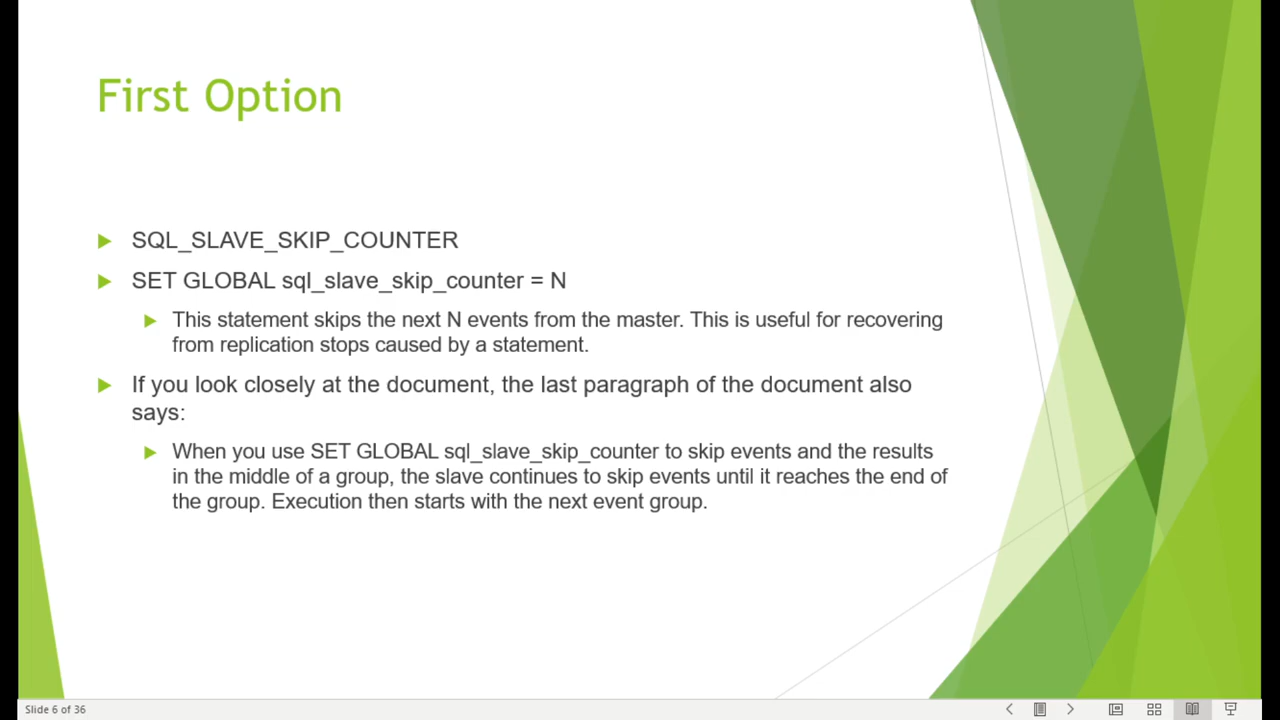 First Option
SQL_SLAVE_SKIP_COUNTER
SET GLOBAL sql_slave_skip_counter = N
This statement skips the next N events from the master. This is useful for recovering
from replication stops caused by a statement.
If you look closely at the document, the last paragraph of the document also
says:
When you use SET GLOBAL sql_slave_skip_counter to skip events and the results
in the middle of a group, the slave continues to skip events until it reaches the end of
the group. Execution then starts with the next event group.
Slide 6 of 36